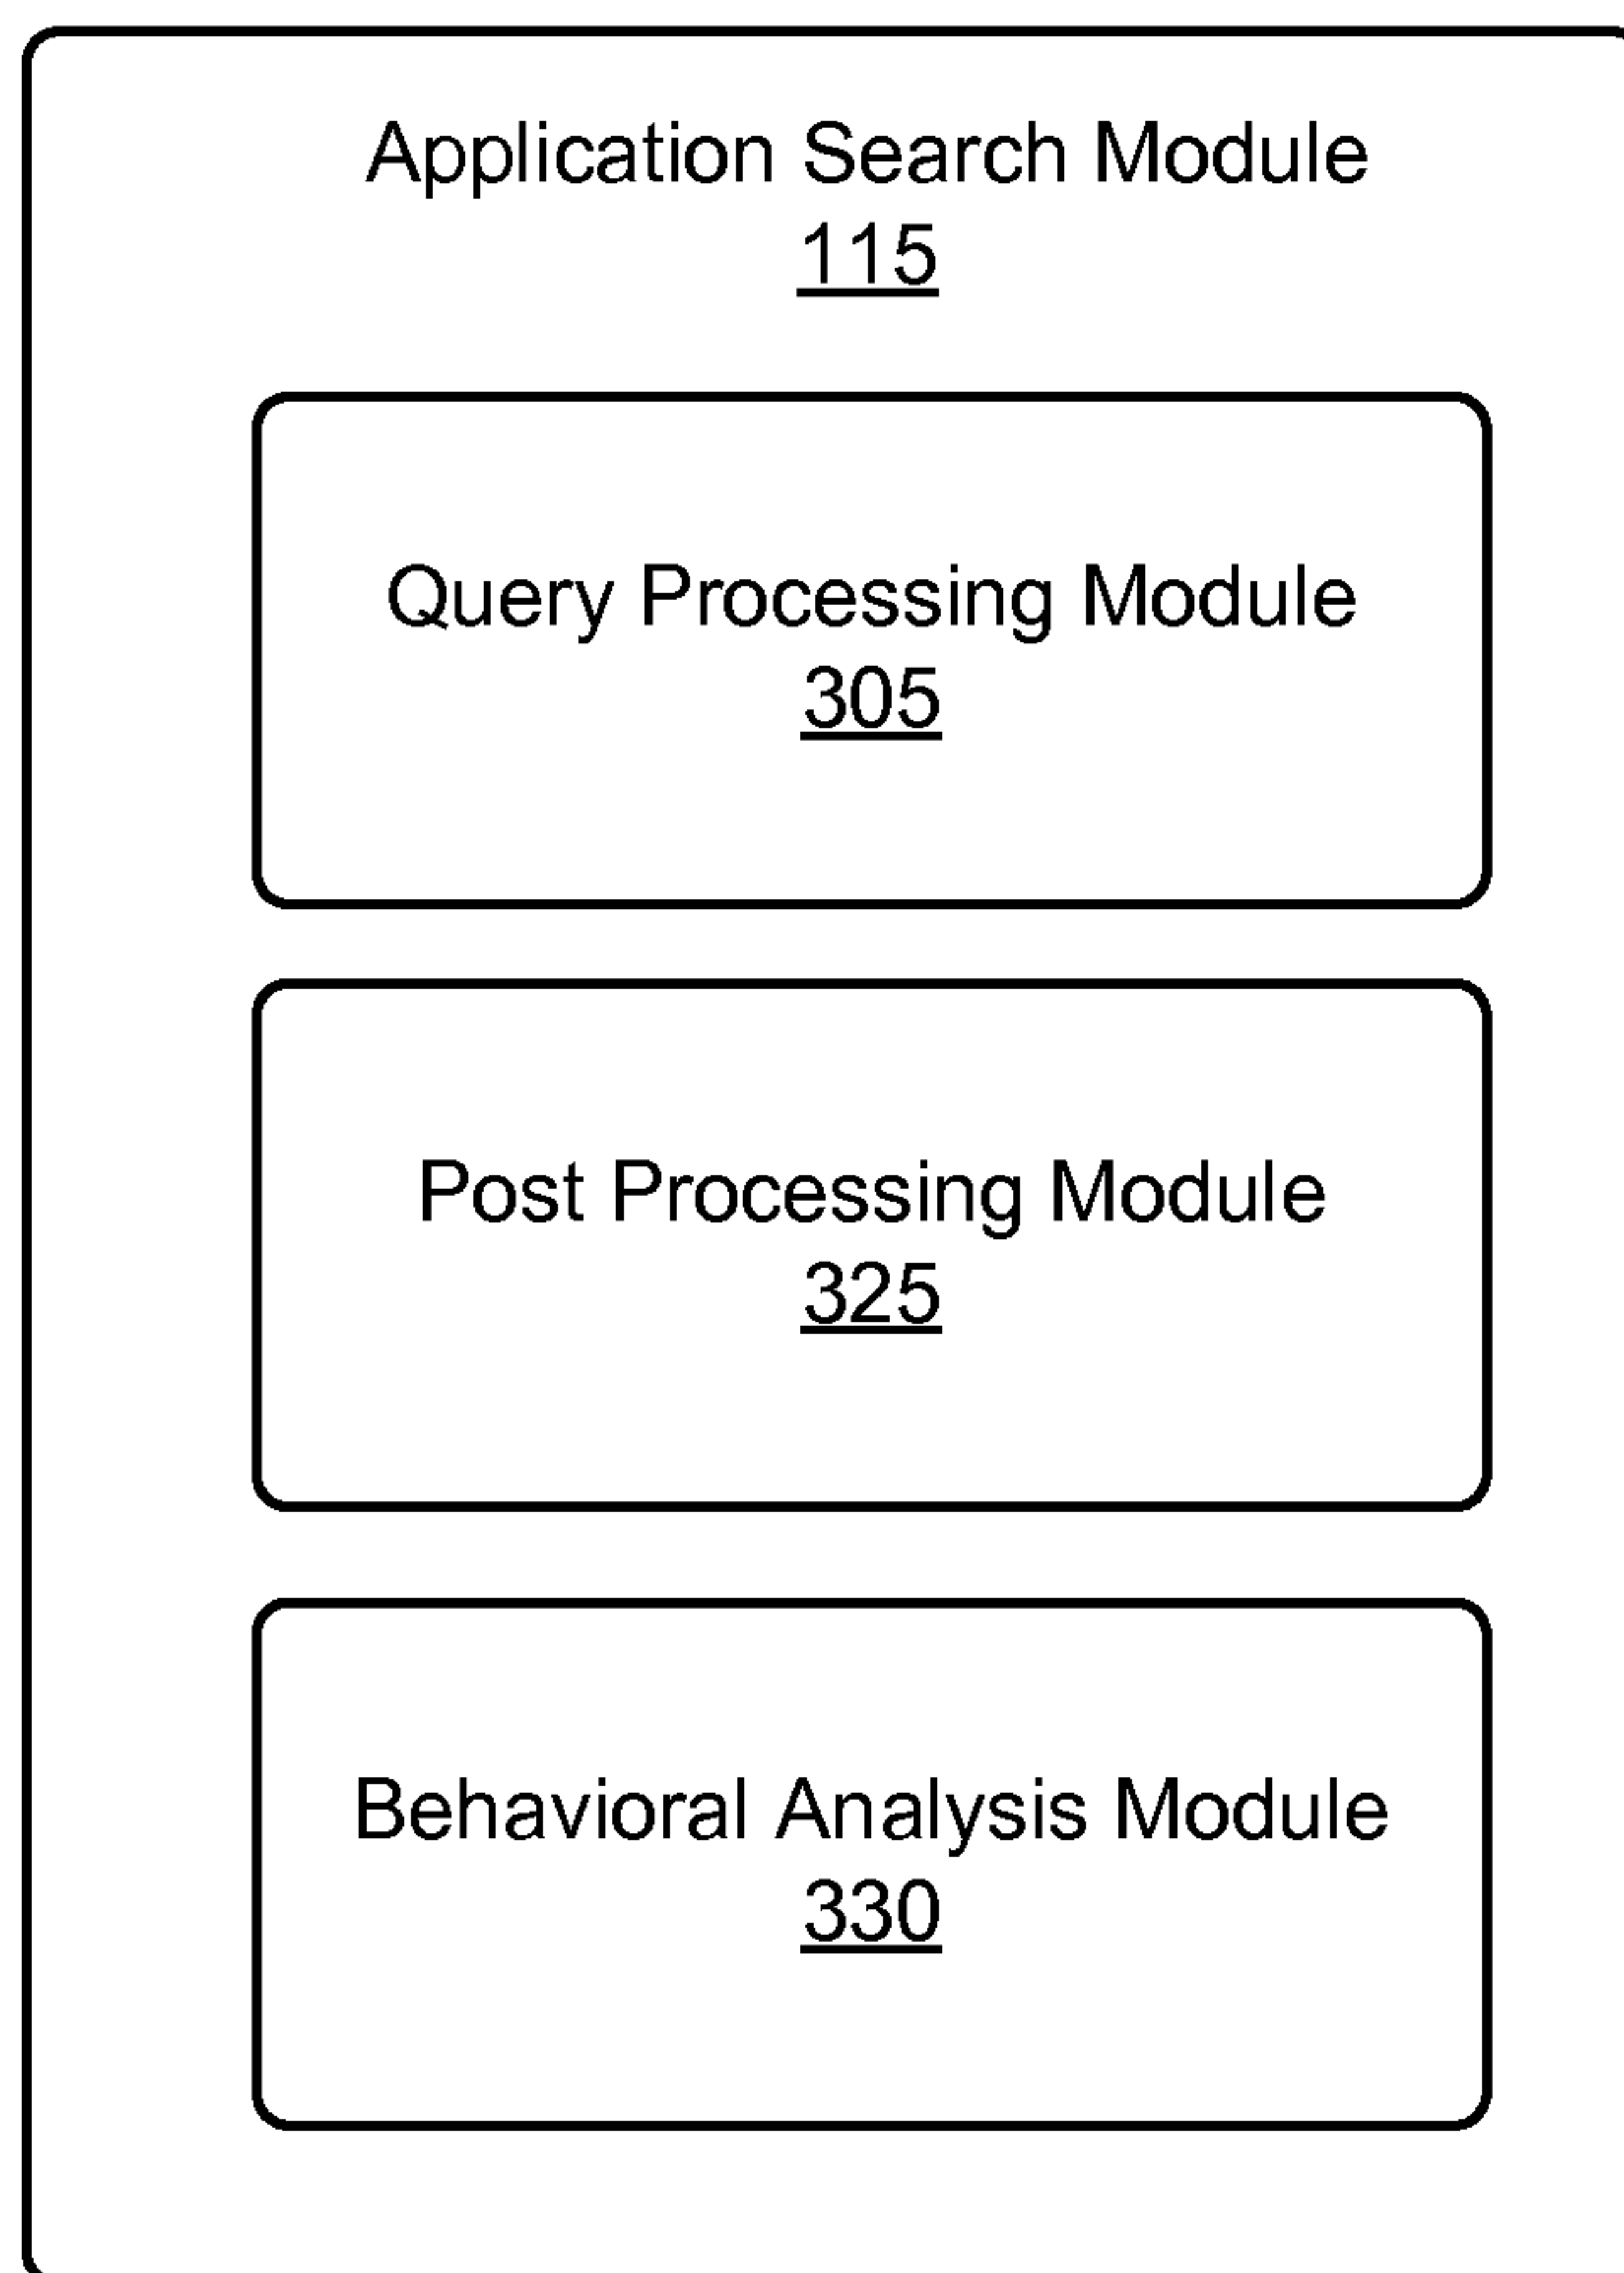 Application Search Module
115
Query Processing Module
305
Post Processing Module
325
Behavioral Analysis Module
330